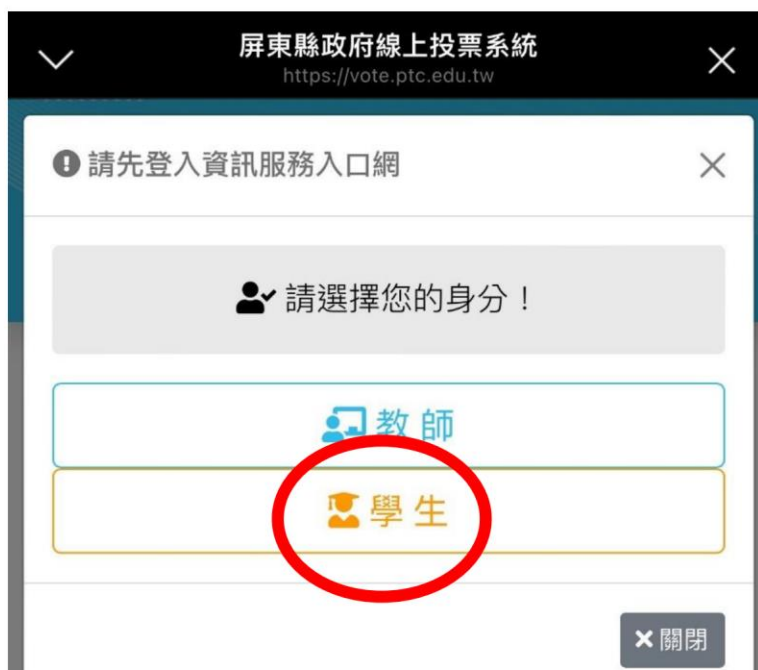 屏東縣政府線上投票系統
https://vote.ptc.edu.tw
請先登入資訊服務入口網
請選擇您的身分！
教師
學生
關閉